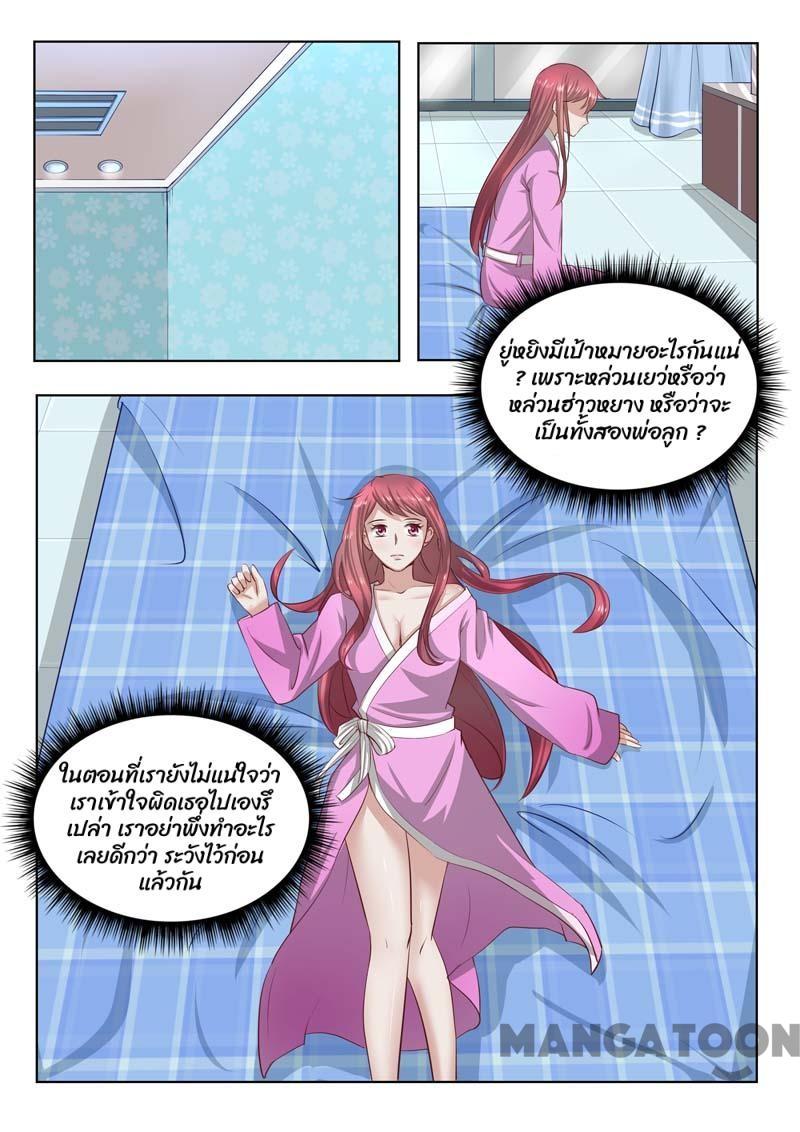 ยู่หยิงมีเป้าหมายอะไรกันแน่
? เพราะหล่วนเยว่หรือว่า
หล่วนฮ่าวหยาง หรือว่าจะ
เป็นทั้งสองพ่อลูก ?
ในตอนที่เรายังไม่แน่ใจว่า
เราเข้าใจผิดเธอไปเองรึ
เปล่า เราอย่าพึ่งทำอะไร
เลยดีกว่า ระวังไว้ก่อน
แล้วกัน
MANGATOON